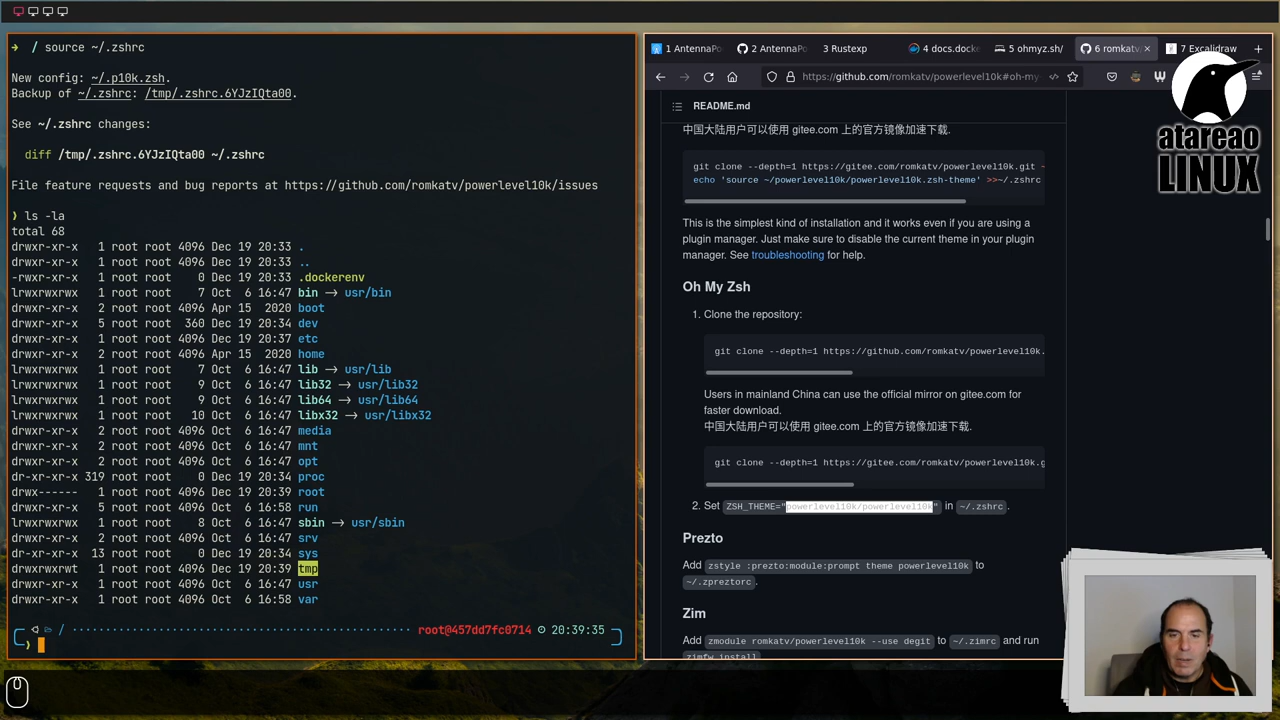 → / source ~/.zshrc
New config: ~/.p10k.zsh.
Backup of ~/.zshrc: /tmp/.zshrc.6YJzIQta00.
See ~/.zshrc changes:
diff /tmp/.zshrc.6YJzIQta00 ~/.zshrc
File feature requests and bug reports at https://github.com/romkatv/powerlevel10k/issues
❯ ls -la
total 68
drwxr-xr-x 1 root root 4096 Dec 19 20:33 .
drwxr-xr-x 1 root root 4096 Dec 19 20:33 ..
-rwxr-xr-x 1 root root 0 Dec 19 20:33 .dockerenv
lrwxrwxrwx 1 root root 7 Oct 6 16:47 bin → usr/bin
drwxr-xr-x 2 root root 4096 Apr 15 2020 boot
drwxr-xr-x 5 root root 360 Dec 19 20:34 dev
drwxr-xr-x 1 root root 4096 Dec 19 20:37 etc
drwxr-xr-x 2 root root 4096 Apr 15 2020 home
lrwxrwxrwx 1 root root 7 Oct 6 16:47 lib → usr/lib
lrwxrwxrwx 1 root root 9 Oct 6 16:47 lib32 → usr/lib32
lrwxrwxrwx 1 root root 9 Oct 6 16:47 lib64 → usr/lib64
lrwxrwxrwx 1 root root 10 Oct 6 16:47 libx32 → usr/libx32
drwxr-xr-x 2 root root 4096 Oct 6 16:47 media
drwxr-xr-x 2 root root 4096 Oct 6 16:47 mnt
drwxr-xr-x 2 root root 4096 Oct 6 16:47 opt
dr-xr-xr-x 319 root root 0 Dec 19 20:34 proc
drwx------ 1 root root 4096 Dec 19 20:39 root
drwxr-xr-x 5 root root 4096 Oct 6 16:58 run
lrwxrwxrwx 1 root root 8 Oct 6 16:47 sbin → usr/sbin
drwxr-xr-x 2 root root 4096 Oct 6 16:47 srv
dr-xr-xr-x 13 root root 0 Dec 19 20:34 sys
drwxrwxrwt 1 root root 4096 Dec 19 20:39 tmp
drwxr-xr-x 1 root root 4096 Oct 6 16:47 usr
drwxr-xr-x 1 root root 4096 Oct 6 16:58 var
/ root@457dd7fc0714 20:39:35
❯
1 AntennaPo 2 AntennaPo 3 Rustexp 4 docs.docke 5 ohmyz.sh/ 6 romkatv/ 7 Excalidraw
https://github.com/romkatv/powerlevel10k#oh-my-
README.md
中国大陆用户可以使用 gitee.com 上的官方镜像加速下载.
git clone --depth=1 https://gitee.com/romkatv/powerlevel10k.git ~
echo 'source ~/powerlevel10k/powerlevel10k.zsh-theme' >>~/.zshrc
This is the simplest kind of installation and it works even if you are using a
plugin manager. Just make sure to disable the current theme in your plugin
manager. See troubleshooting for help.
Oh My Zsh
1. Clone the repository:
git clone --depth=1 https://github.com/romkatv/powerlevel10k.
Users in mainland China can use the official mirror on gitee.com for
faster download.
中国大陆用户可以使用 gitee.com 上的官方镜像加速下载.
git clone --depth=1 https://gitee.com/romkatv/powerlevel10k.g
2. Set ZSH_THEME="powerlevel10k/powerlevel10k" in ~/.zshrc.
Prezto
Add zstyle :prezto:module:prompt theme powerlevel10k to
~/.zpreztorc.
Zim
Add zmodule romkatv/powerlevel10k --use degit to ~/.zimrc and run
zimfw install
atareao
LINUX